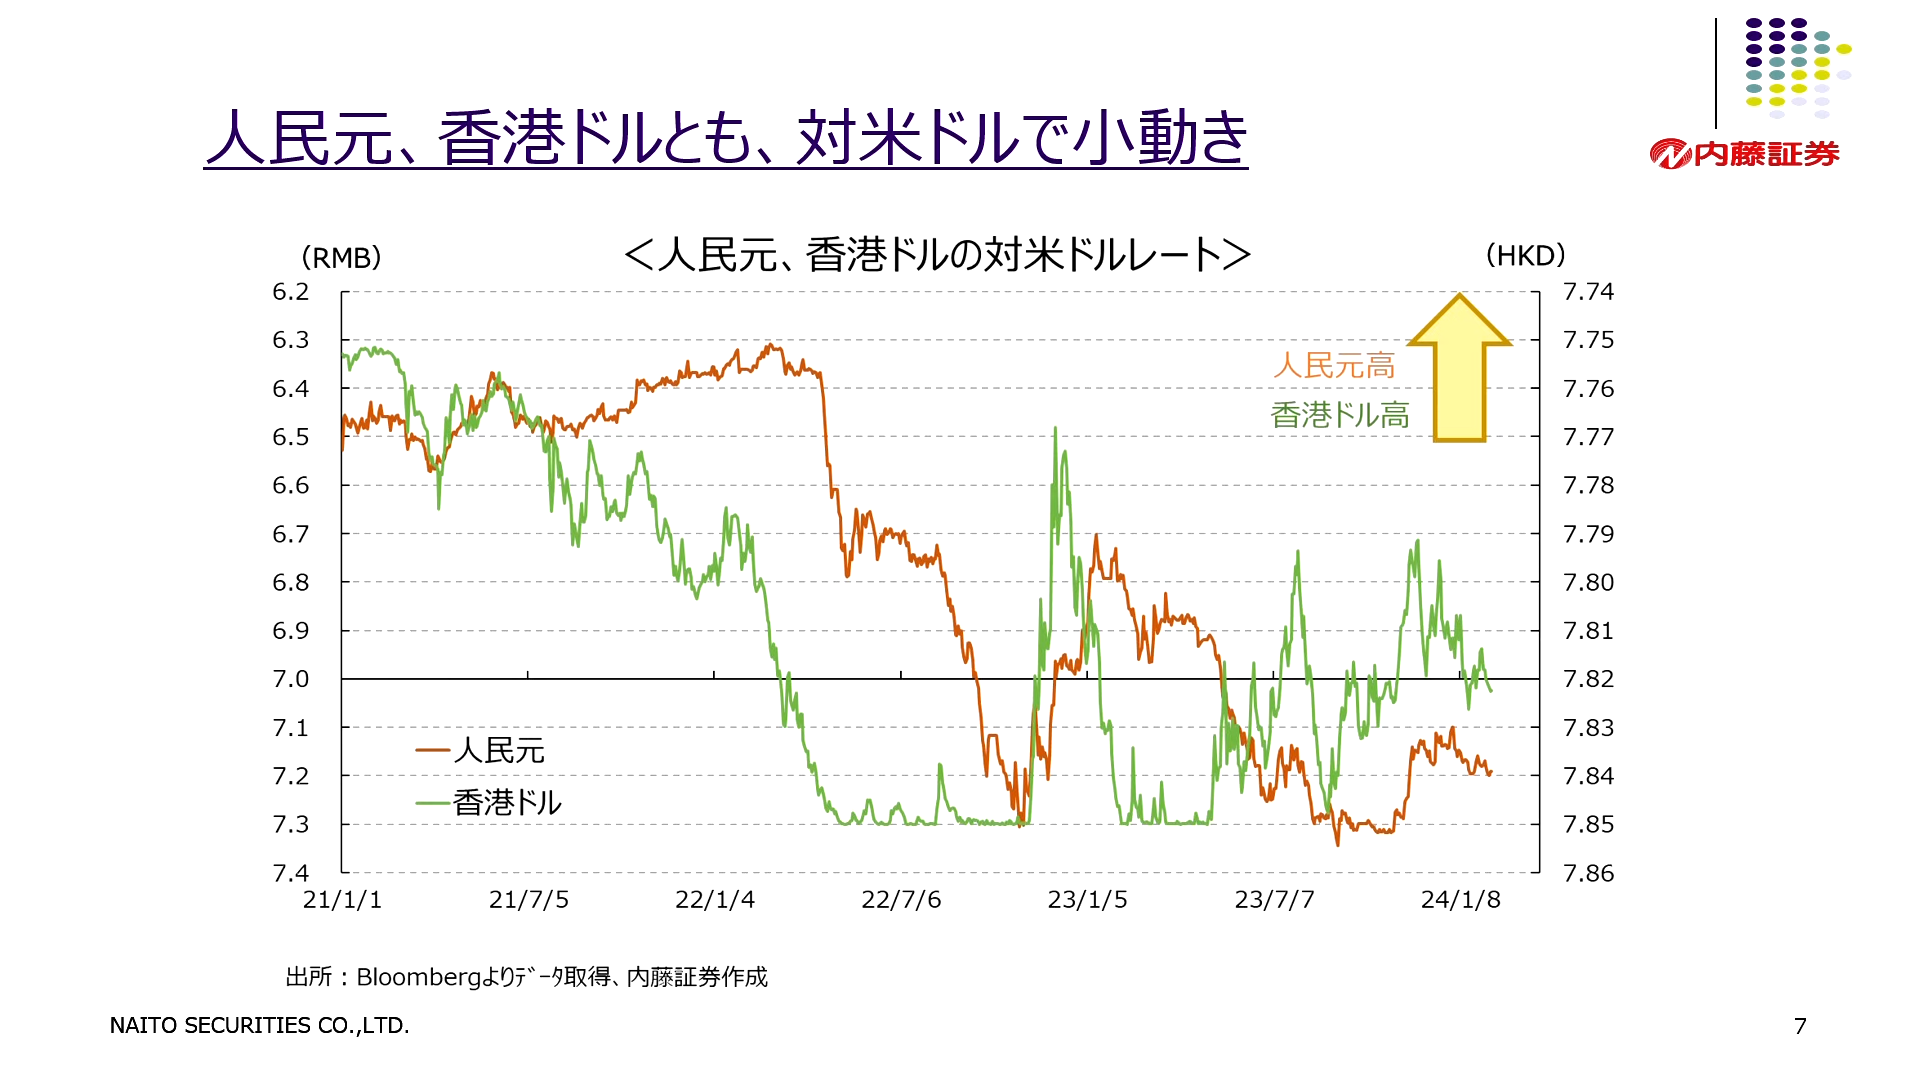 内藤証券
人民元、香港ドルとも、対米ドルで小動き
（RMB）
＜人民元、香港ドルの対米ドルレート＞
（HKD）
6.2
6.3
6.4
6.5
6.6
6.7
6.8
6.9
7.0
7.1
7.2
7.3
7.4
7.74
7.75
7.76
7.77
7.78
7.79
7.80
7.81
7.82
7.83
7.84
7.85
7.86
人民元高
香港ドル高
人民元
香港ドル
21/1/1 21/7/5 22/1/4 22/7/6 23/1/5 23/7/7 24/1/8
出所：Bloombergよりﾃﾞｰﾀ取得、内藤証券作成
NAITO SECURITIES CO.,LTD.
7